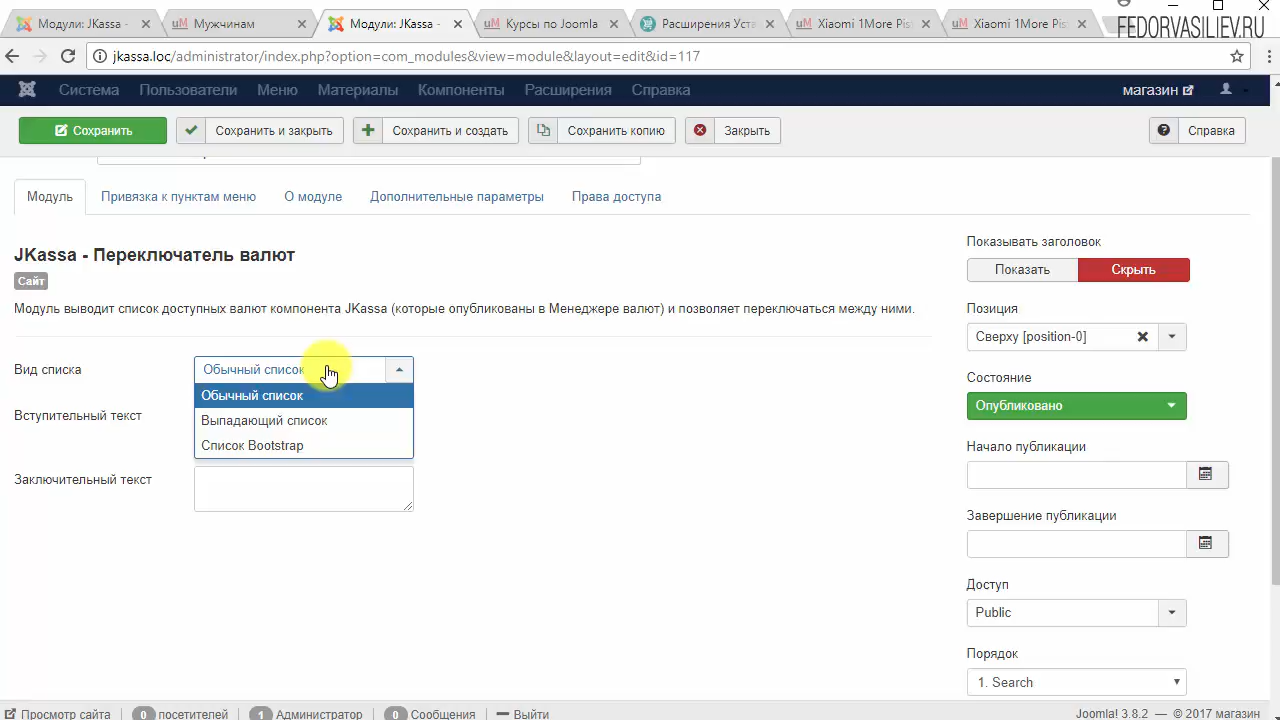 Модули: JKassa -
Мужчинам
Модули: JKassa -
Курсы по Joomla
Расширения Уста
Xiaomi 1More Pis
Xiaomi 1More Pis
FEDORVASILIEV.RU
jkassa.loc/administrator/index.php?option=com_modules&view=module&layout=edit&id=117
Система Пользователи Меню Материалы Компоненты Расширения Справка магазин
Сохранить Сохранить и закрыть Сохранить и создать Сохранить копию Закрыть Справка
Модуль Привязка к пунктам меню О модуле Дополнительные параметры Права доступа
JKassa - Переключатель валют
Сайт
Модуль выводит список доступных валют компонента JKassa (которые опубликованы в Менеджере валют) и позволяет переключаться между ними.
Вид списка
Обычный список
Обычный список
Выпадающий список
Список Bootstrap
Вступительный текст
Заключительный текст
Показывать заголовок
Показать Скрыть
Позиция
Сверху [position-0]
Состояние
Опубликовано
Начало публикации
Завершение публикации
Доступ
Public
Порядок
1. Search
Просмотр сайта 0 посетителей 1 Администратор 0 Сообщения Выйти Joomla! 3.8.2 — © 2017 магазин